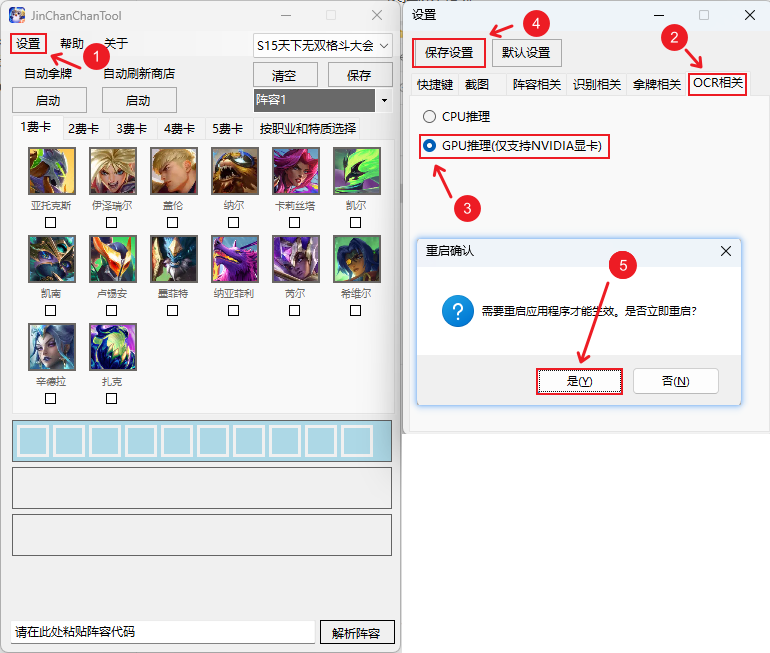 JinChanChanTool
设置 帮助 关于
1
S15天下无双格斗大会
自动拿牌 自动刷新商店
清空 保存
启动 启动
阵容1
1费卡 2费卡 3费卡 4费卡 5费卡 按职业和特质选择
亚托克斯 伊泽瑞尔 盖伦 纳尔 卡莉丝塔 凯尔
凯南 卢锡安 墨菲特 纳亚菲利 芮尔 希维尔
辛德拉 扎克
请在此处粘贴阵容代码
解析阵容
设置
4
保存设置 默认设置
2
快捷键 截图 阵容相关 识别相关 拿牌相关 OCR相关
CPU推理
GPU推理(仅支持NVIDIA显卡)
3
重启确认
5
?
需要重启应用程序才能生效。是否立即重启?
是(Y) 否(N)